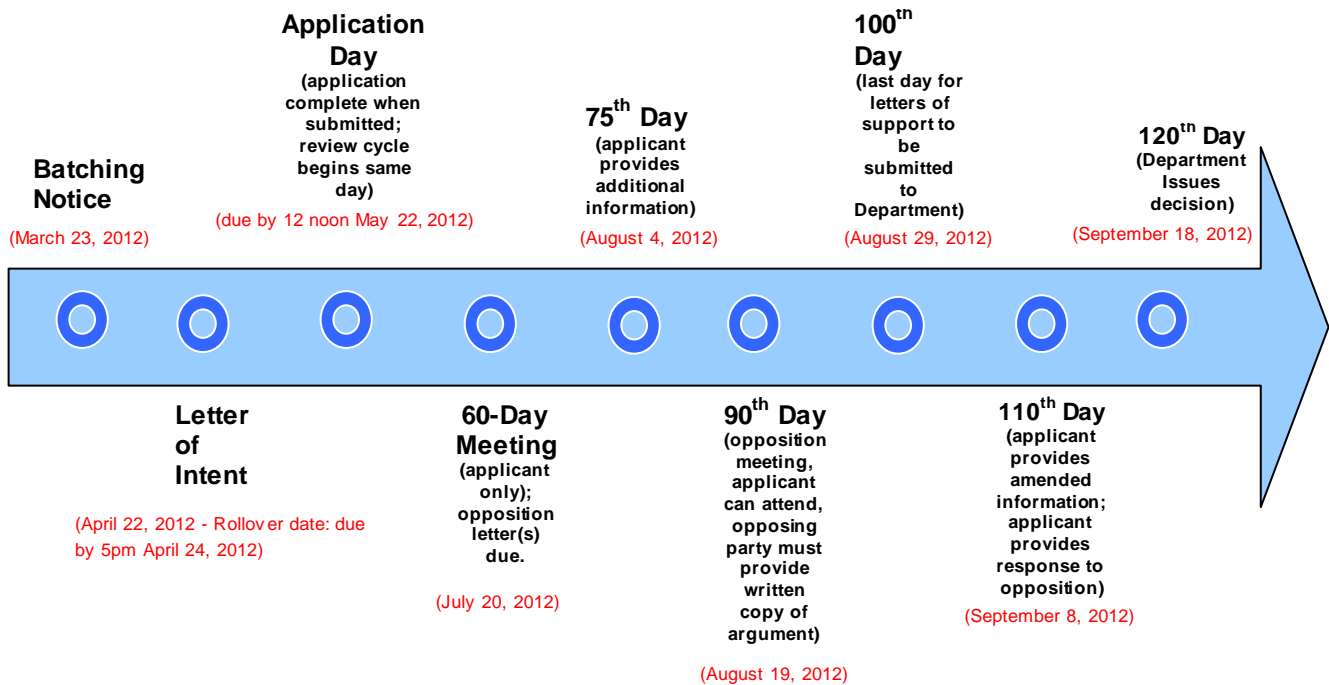 Batching
Notice
(March 23, 2012)
Letter
of
Intent
(April 22, 2012 - Rollover date: due
by 5pm April 24, 2012)
Application
Day
(application
complete when
submitted;
review cycle
begins same
day)
(due by 12 noon May 22, 2012)
60-Day
Meeting
(applicant
only);
opposition
letter(s)
due.
(July 20, 2012)
75th Day
(applicant
provides
additional
information)
(August 4, 2012)
90th Day
(opposition
meeting,
applicant
can attend,
opposing
party must
provide
written
copy of
argument)
(August 19, 2012)
100th
Day
(last day for
letters of
support to
be
submitted
to
Department)
(August 29, 2012)
110th Day
(applicant
provides
amended
information;
applicant
provides
response to
opposition)
(September 8, 2012)
120th Day
(Department
Issues
decision)
(September 18, 2012)